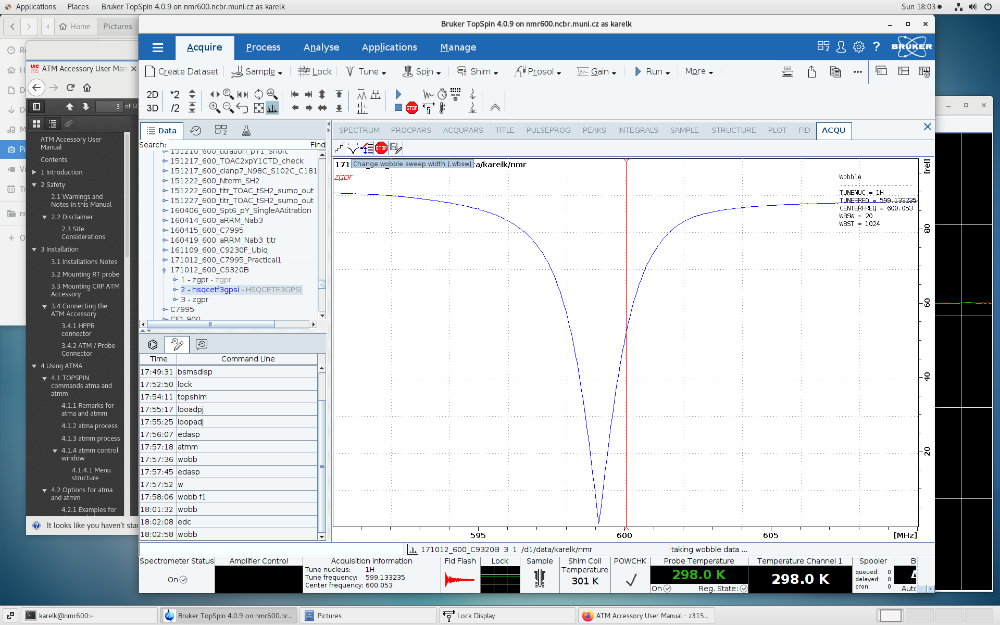 Applications Places Bruker TopSpin 4.0.9 on nmr600.ncbr.muni.cz as karelk Sun 18:03
Home Pictures
Bruker TopSpin 4.0.9 on nmr600.ncbr.muni.cz as karelk
Acquire Process Analyse Applications Manage
BRUKER
Create Dataset Sample Lock Tune Spin Shim Prosol Gain Run More
2D *2
3D /2
STOP
UIC ATM Accessory User Man
3 of 60
ATM Accessory User
Manual
Contents
1 Introduction
2 Safety
2.1 Warnings and
Notes in this Manual
2.2 Disclaimer
2.3 Site
Considerations
3 Installation
3.1 Installations Notes
3.2 Mounting RT probe
3.3 Mounting CRP ATM
Accessory
3.4 Connecting the
ATM Accessory
3.4.1 HPPR
connector
3.4.2 ATM / Probe
Connector
4 Using ATMA
4.1 TOPSPIN
commands atma and
atmm
4.1.1 Remarks for
atma and atmm
4.1.2 atma process
4.1.3 atmm process
4.1.4 atmm control
window
4.1.4.1 Menu
structure
4.2 Options for atma
and atmm
4.2.1 Examples for
It looks like you haven't star
Data
Search: Find
151210_600_titration_pY1_Short
151217_600_TOAC2xpY1CTD_check
151217_600_clanp7_N98C_S102C_C181
151222_600_Nterm_SH2
151222_600_titr_TOAC_tSH2_sumo_out
151227_600_titr_TOAC_tSH2_sumo_out
160406_600_Spt6_pY_SingleAAtitration
160414_600_aRRM_Nab3
160415_600_C7995
160419_600_aRRM_Nab3_titr
161109_600_C9230F_Ubiq
171012_600_C7995_Practical1
171012_600_C9320B
1 - zgpr - zgpr
2 - hsqcetf3gpsi - HSQCETF3GPSI
3 - zgpr
C7995
CID_900
Time Command Line
17:49:31 bsmsdisp
17:52:50 lock
17:54:11 topshim
17:55:17 looadpj
17:55:25 loopadj
17:56:07 edasp
17:57:18 atmm
17:57:36 wobb
17:57:45 edasp
17:57:52 w
17:58:06 wobb f1
18:01:32 wobb
18:02:08 edc
18:02:58 wobb
SPECTRUM PROCPARS ACQUPARS TITLE PULSEPROG PEAKS INTEGRALS SAMPLE STRUCTURE PLOT FID ACQU
STOP
171 Change wobble sweep width [.wbsw] ta/karelk/nmr
zgpr
Wobble
--------------------
TUNENUC = 1H
TUNEFREQ = 599.133235
CENTERFREQ = 600.053
WBSW = 20
WBST = 1024
[rel]
80
60
40
20
595 600 605 [MHz]
171012_600_C9320B 3 1 /d1/data/karelk/nmr taking wobble data ...
Spectrometer Status
On
Amplifier Control
Acquisition information
Tune nucleus: 1H
Tune frequency: 599.133235
Center frequency: 600.053
Fid Flash
Lock
Sample
Shim Coil
Temperature
301 K
POWCHK
Probe Temperature
298.0 K
On Reg. State:
Temperature Channel 1
298.0 K
Spooler
queued: 0
delayed: 0
cron: 0
karelk@nmr600:~ Bruker TopSpin 4.0.9 on nmr600.nc... Pictures Lock Display ATM Accessory User Manual - z315...